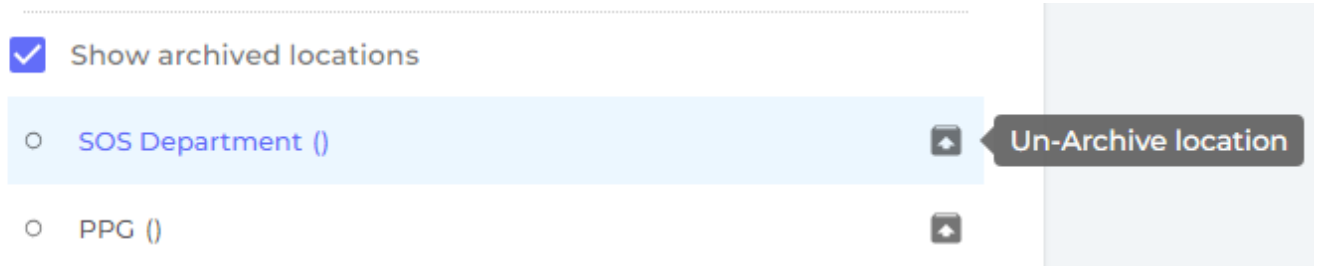 Show archived locations
SOS Department ()
Un-Archive location
PPG ()